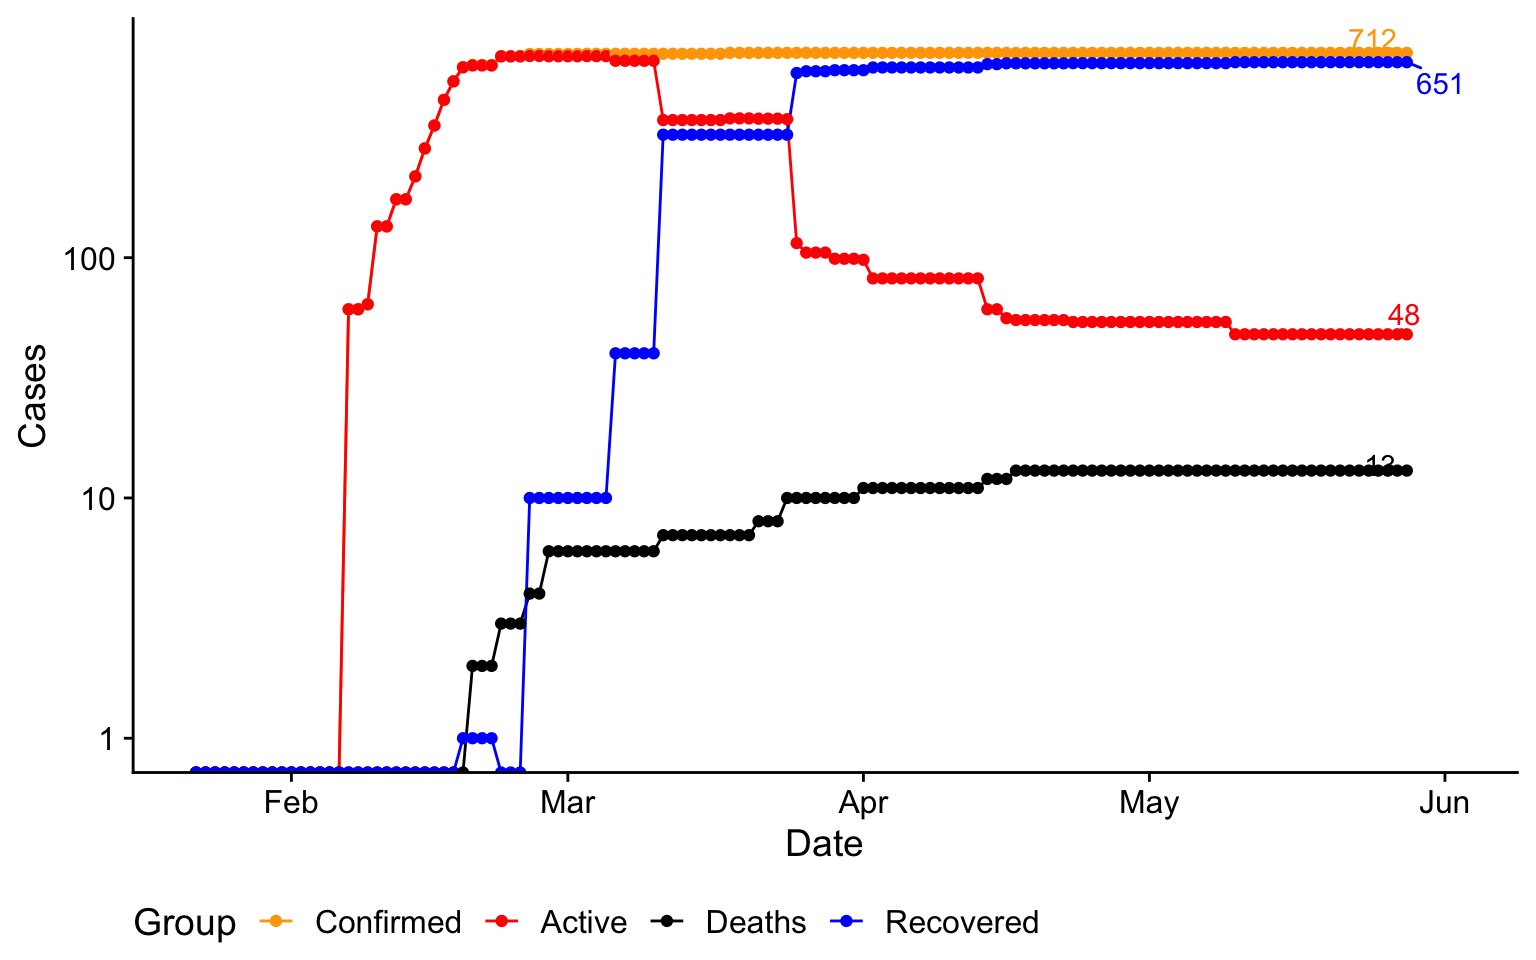 712
651
100
48
10
1
Cases
Feb Mar Apr May Jun
Date
Group Confirmed Active Deaths Recovered